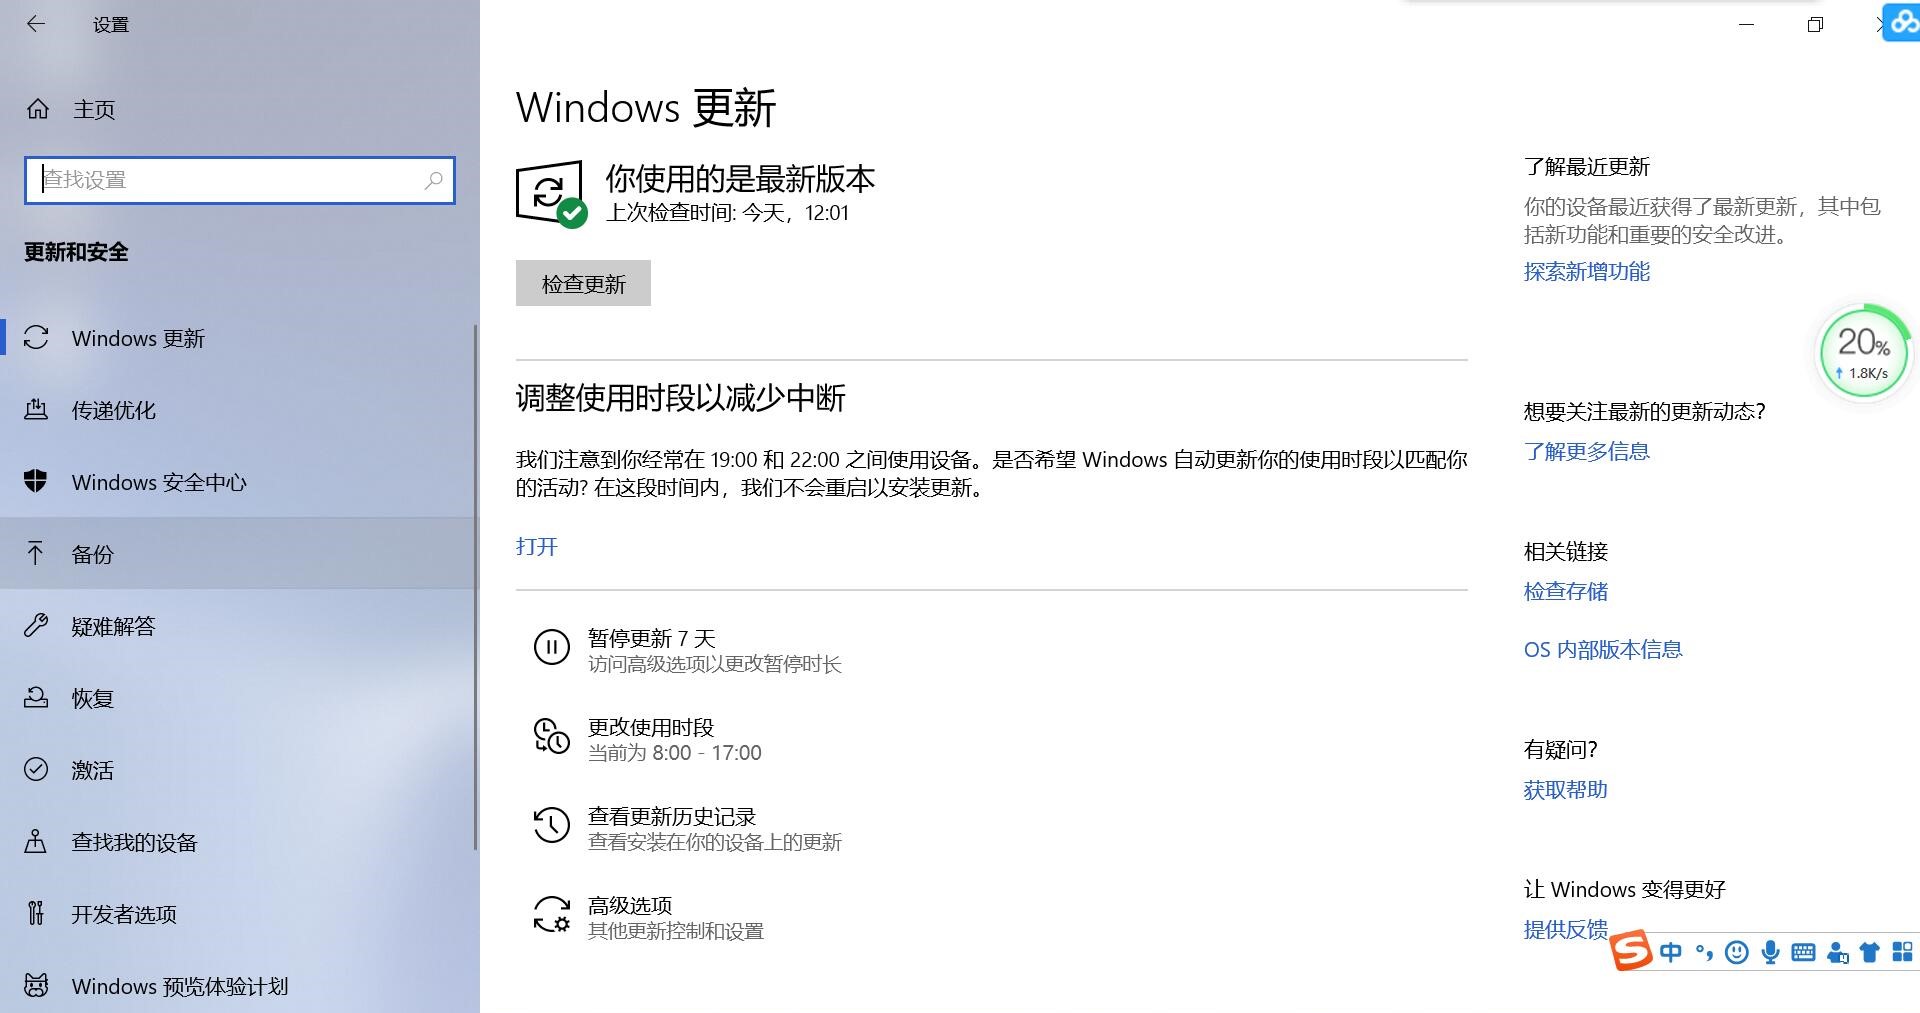 设置
主页
查找设置
更新和安全
Windows 更新
传递优化
Windows 安全中心
备份
疑难解答
恢复
激活
查找我的设备
开发者选项
Windows 预览体验计划
Windows 更新
你使用的是最新版本
上次检查时间: 今天，12:01
检查更新
调整使用时段以减少中断
我们注意到你经常在 19:00 和 22:00 之间使用设备。是否希望 Windows 自动更新你的使用时段以匹配你
的活动? 在这段时间内，我们不会重启以安装更新。
打开
暂停更新 7 天
访问高级选项以更改暂停时长
更改使用时段
当前为 8:00 - 17:00
查看更新历史记录
查看安装在你的设备上的更新
高级选项
其他更新控制和设置
了解最近更新
你的设备最近获得了最新更新，其中包
括新功能和重要的安全改进。
探索新增功能
20%
1.8K/s
想要关注最新的更新动态?
了解更多信息
相关链接
检查存储
OS 内部版本信息
有疑问?
获取帮助
让 Windows 变得更好
提供反馈
S 中 °,